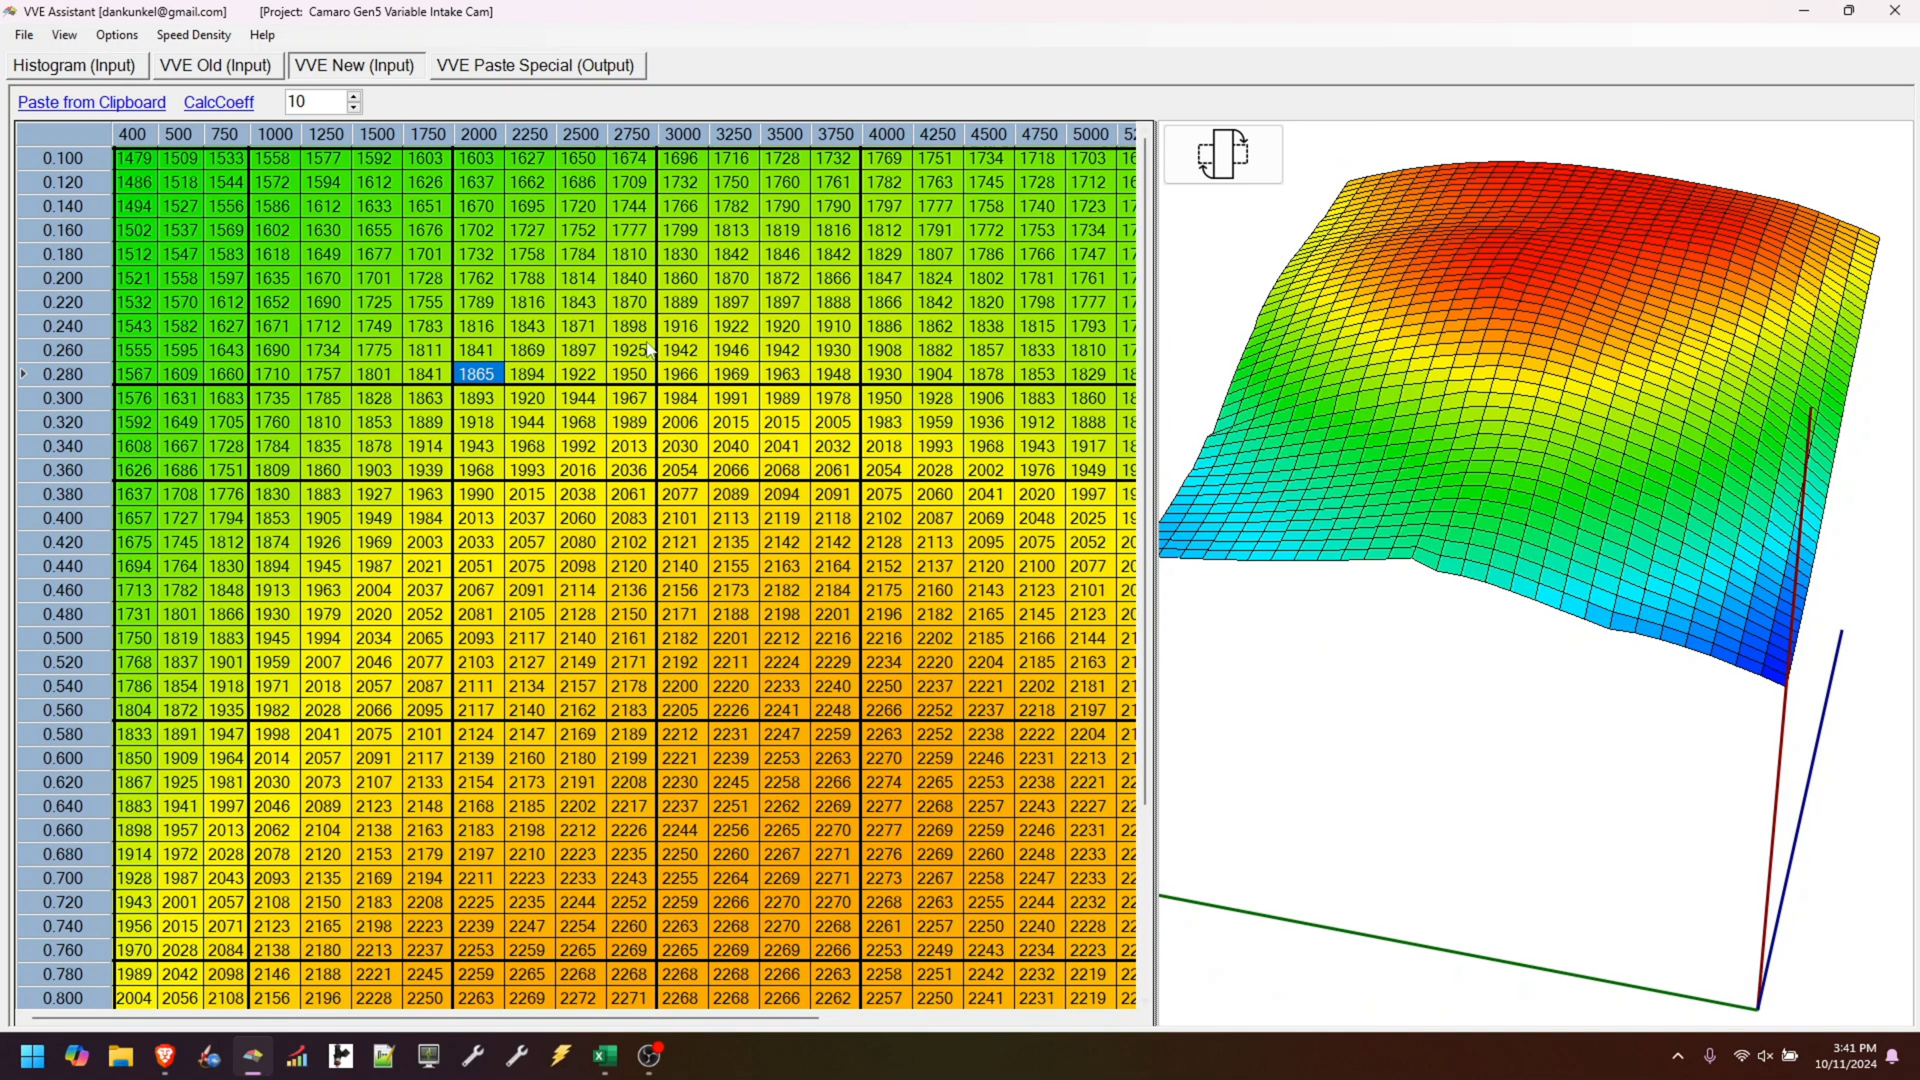 VVE Assistant [dankunkel@gmail.com] [Project: Camaro Gen5 Variable Intake Cam]
File View Options Speed Density Help
Histogram (Input) VVE Old (Input) VVE New (Input) VVE Paste Special (Output)
Paste from Clipboard CalcCoeff 10
400 500 750 1000 1250 1500 1750 2000 2250 2500 2750 3000 3250 3500 3750 4000 4250 4500 4750 5000 52
0.100 1479 1509 1533 1558 1577 1592 1603 1603 1627 1650 1674 1696 1716 1728 1732 1769 1751 1734 1718 1703 16
0.120 1486 1518 1544 1572 1594 1612 1626 1637 1662 1686 1709 1732 1750 1760 1761 1782 1763 1745 1728 1712 16
0.140 1494 1527 1556 1586 1612 1633 1651 1670 1695 1720 1744 1766 1782 1790 1790 1797 1777 1758 1740 1723 17
0.160 1502 1537 1569 1602 1630 1655 1676 1702 1727 1752 1777 1799 1813 1819 1816 1812 1791 1772 1753 1734 17
0.180 1512 1547 1583 1618 1649 1677 1701 1732 1758 1784 1810 1830 1842 1846 1842 1829 1807 1786 1766 1747 17
0.200 1521 1558 1597 1635 1670 1701 1728 1762 1788 1814 1840 1860 1870 1872 1866 1847 1824 1802 1781 1761 17
0.220 1532 1570 1612 1652 1690 1725 1755 1789 1816 1843 1870 1889 1897 1897 1888 1866 1842 1820 1798 1777 17
0.240 1543 1582 1627 1671 1712 1749 1783 1816 1843 1871 1898 1916 1922 1920 1910 1886 1862 1838 1815 1793 17
0.260 1555 1595 1643 1690 1734 1775 1811 1841 1869 1897 1925 1942 1946 1942 1930 1908 1882 1857 1833 1810 17
0.280 1567 1609 1660 1710 1757 1801 1841 1865 1894 1922 1950 1966 1969 1963 1948 1930 1904 1878 1853 1829 18
0.300 1576 1631 1683 1735 1785 1828 1863 1893 1920 1944 1967 1984 1991 1989 1978 1950 1928 1906 1883 1860 18
0.320 1592 1649 1705 1760 1810 1853 1889 1918 1944 1968 1989 2006 2015 2015 2005 1983 1959 1936 1912 1888 18
0.340 1608 1667 1728 1784 1835 1878 1914 1943 1968 1992 2013 2030 2040 2041 2032 2018 1993 1968 1943 1917 18
0.360 1626 1686 1751 1809 1860 1903 1939 1968 1993 2016 2036 2054 2066 2068 2061 2054 2028 2002 1976 1949 19
0.380 1637 1708 1776 1830 1883 1927 1963 1990 2015 2038 2061 2077 2089 2094 2091 2075 2060 2041 2020 1997 19
0.400 1657 1727 1794 1853 1905 1949 1984 2013 2037 2060 2083 2101 2113 2119 2118 2102 2087 2069 2048 2025 19
0.420 1675 1745 1812 1874 1926 1969 2003 2033 2057 2080 2102 2121 2135 2142 2142 2128 2113 2095 2075 2052 20
0.440 1694 1764 1830 1894 1945 1987 2021 2051 2075 2098 2120 2140 2155 2163 2164 2152 2137 2120 2100 2077 20
0.460 1713 1782 1848 1913 1963 2004 2037 2067 2091 2114 2136 2156 2173 2182 2184 2175 2160 2143 2123 2101 20
0.480 1731 1801 1866 1930 1979 2020 2052 2081 2105 2128 2150 2171 2188 2198 2201 2196 2182 2165 2145 2123 20
0.500 1750 1819 1883 1945 1994 2034 2065 2093 2117 2140 2161 2182 2201 2212 2216 2216 2202 2185 2166 2144 21
0.520 1768 1837 1901 1959 2007 2046 2077 2103 2127 2149 2171 2192 2211 2224 2229 2234 2220 2204 2185 2163 21
0.540 1786 1854 1918 1971 2018 2057 2087 2111 2134 2157 2178 2200 2220 2233 2240 2250 2237 2221 2202 2181 21
0.560 1804 1872 1935 1982 2028 2066 2095 2117 2140 2162 2183 2205 2226 2241 2248 2266 2252 2237 2218 2197 21
0.580 1833 1891 1947 1998 2041 2075 2101 2124 2147 2169 2189 2212 2231 2247 2259 2263 2252 2238 2222 2204 21
0.600 1850 1909 1964 2014 2057 2091 2117 2139 2160 2180 2199 2221 2239 2253 2263 2270 2259 2246 2231 2213 21
0.620 1867 1925 1981 2030 2073 2107 2133 2154 2173 2191 2208 2230 2245 2258 2266 2274 2265 2253 2238 2221 22
0.640 1883 1941 1997 2046 2089 2123 2148 2168 2185 2202 2217 2237 2251 2262 2269 2277 2268 2257 2243 2227 22
0.660 1898 1957 2013 2062 2104 2138 2163 2183 2198 2212 2226 2244 2256 2265 2270 2277 2269 2259 2246 2231 22
0.680 1914 1972 2028 2078 2120 2153 2179 2197 2210 2223 2235 2250 2260 2267 2271 2276 2269 2260 2248 2233 22
0.700 1928 1987 2043 2093 2135 2169 2194 2211 2223 2233 2243 2255 2264 2269 2271 2273 2267 2258 2247 2233 22
0.720 1943 2001 2057 2108 2150 2183 2208 2225 2235 2244 2252 2259 2266 2270 2270 2268 2263 2255 2244 2232 22
0.740 1956 2015 2071 2123 2165 2198 2223 2239 2247 2254 2260 2263 2268 2270 2268 2261 2257 2250 2240 2228 22
0.760 1970 2028 2084 2138 2180 2213 2237 2253 2259 2265 2269 2265 2269 2269 2266 2253 2249 2243 2234 2223 22
0.780 1989 2042 2098 2146 2188 2221 2245 2259 2265 2268 2268 2268 2268 2266 2263 2258 2251 2242 2232 2219 22
0.800 2004 2056 2108 2156 2196 2228 2250 2263 2269 2272 2271 2268 2268 2266 2262 2257 2250 2241 2231 2219 22
3:41 PM
10/11/2024